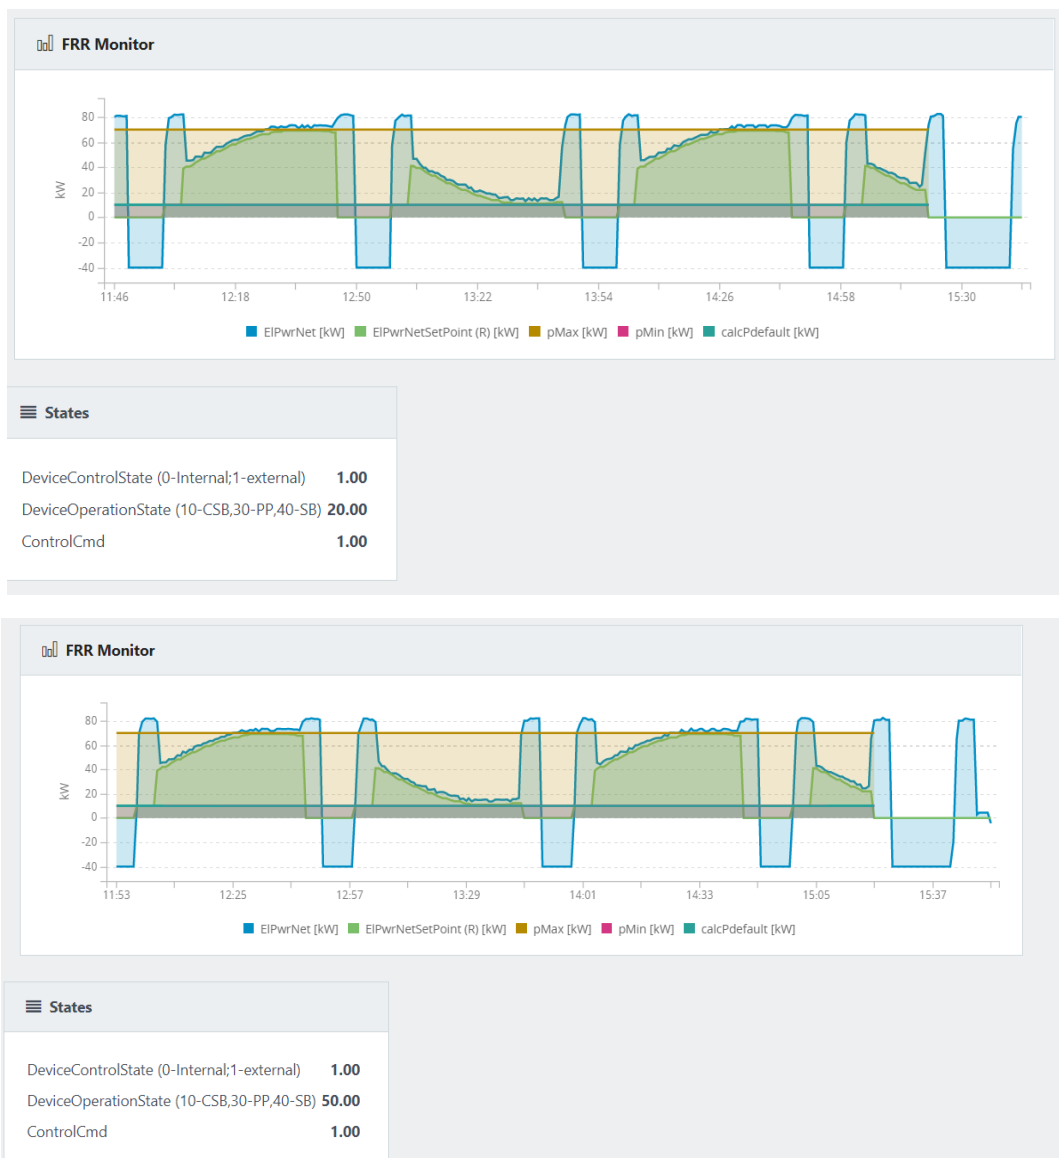 FRR Monitor
80
60
40
20
0
-20
-40
kW
11:46 12:18 12:50 13:22 13:54 14:26 14:58 15:30
ElPwrNet [kW] ElPwrNetSetPoint (R) [kW] pMax [kW] pMin [kW] calcPdefault [kW]
States
DeviceControlState (0-Internal;1-external) 1.00
DeviceOperationState (10-CSB,30-PP,40-SB) 20.00
ControlCmd 1.00
FRR Monitor
80
60
40
20
0
-20
-40
kW
11:53 12:25 12:57 13:29 14:01 14:33 15:05 15:37
ElPwrNet [kW] ElPwrNetSetPoint (R) [kW] pMax [kW] pMin [kW] calcPdefault [kW]
States
DeviceControlState (0-Internal;1-external) 1.00
DeviceOperationState (10-CSB,30-PP,40-SB) 50.00
ControlCmd 1.00